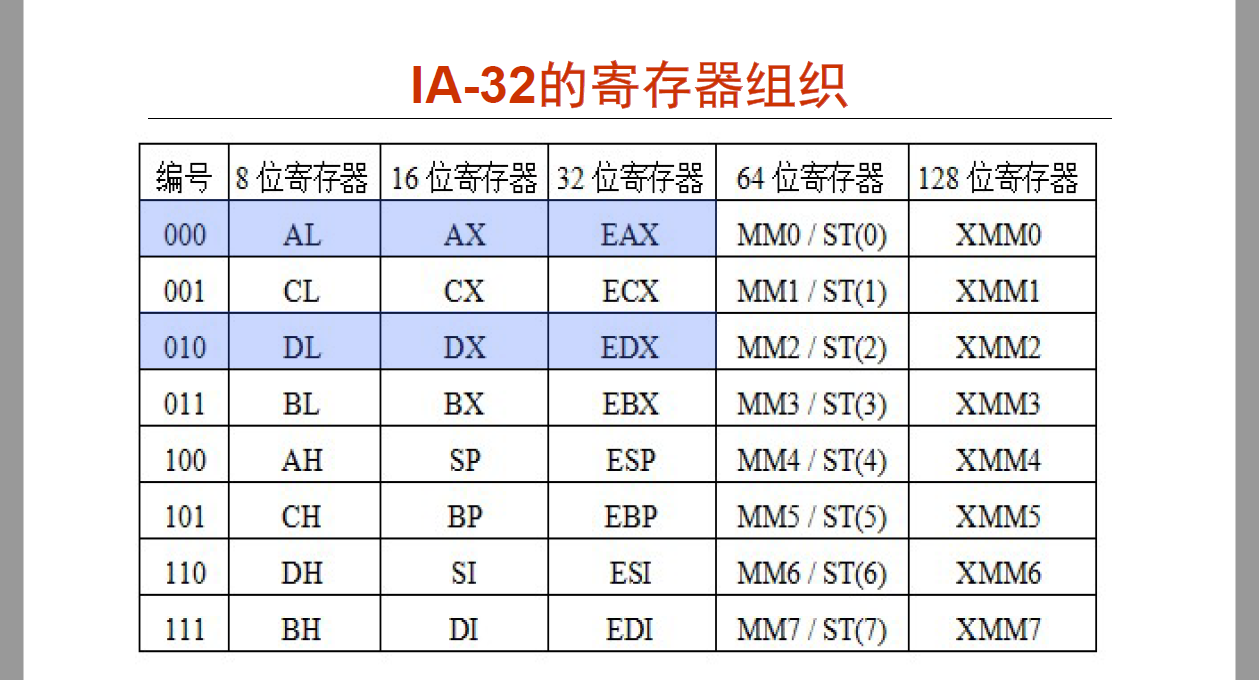 IA-32的寄存器组织
编号 8 位寄存器 16 位寄存器 32 位寄存器 64 位寄存器 128 位寄存器
000 AL AX EAX MM0 / ST(0) XMM0
001 CL CX ECX MM1 / ST(1) XMM1
010 DL DX EDX MM2 / ST(2) XMM2
011 BL BX EBX MM3 / ST(3) XMM3
100 AH SP ESP MM4 / ST(4) XMM4
101 CH BP EBP MM5 / ST(5) XMM5
110 DH SI ESI MM6 / ST(6) XMM6
111 BH DI EDI MM7 / ST(7) XMM7